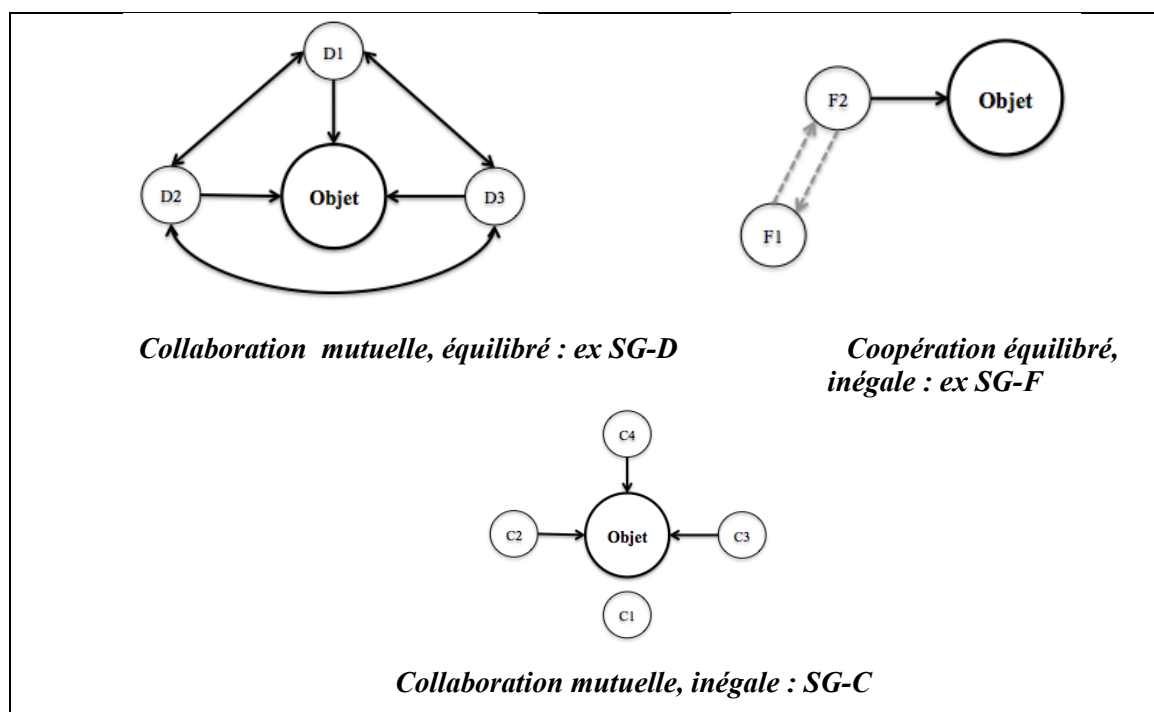 D1
D2
Objet
D3
F2
Objet
F1
Collaboration mutuelle, équilibré : ex SG-D
Coopération équilibré,
inégale : ex SG-F
C4
C2
Objet
C3
C1
Collaboration mutuelle, inégale : SG-C